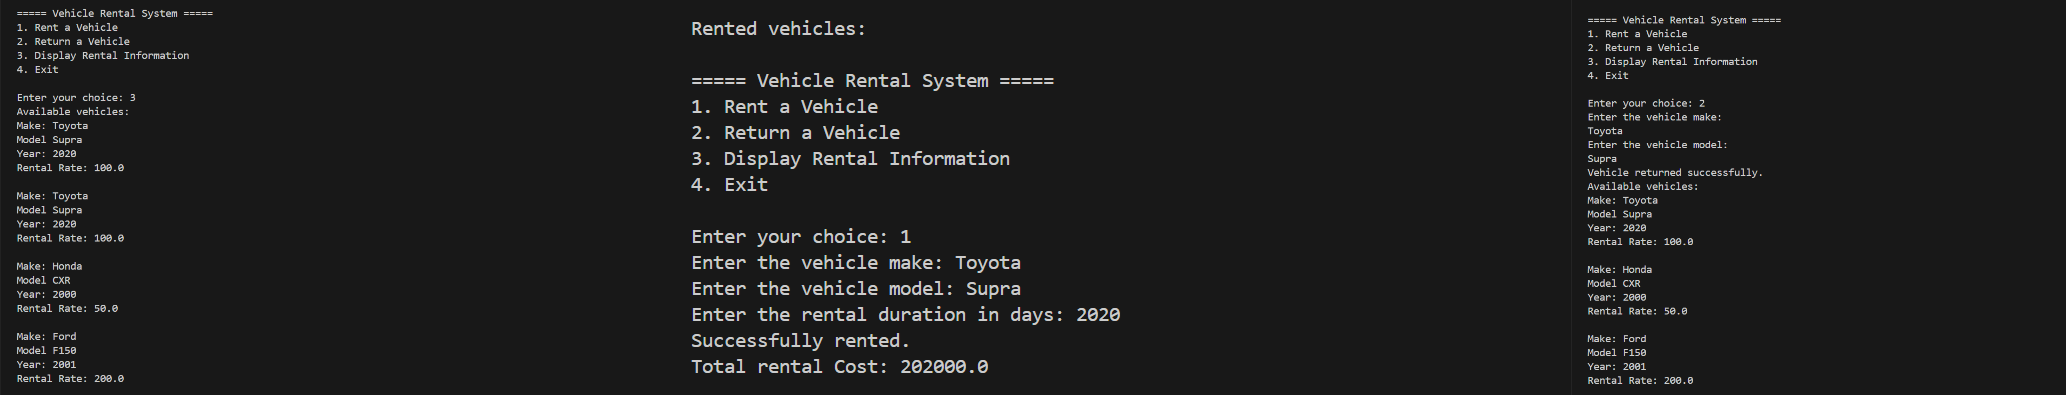 ===== Vehicle Rental System =====
1. Rent a Vehicle
2. Return a Vehicle
3. Display Rental Information
4. Exit
Enter your choice: 3
Available vehicles:
Make: Toyota
Model Supra
Year: 2020
Rental Rate: 100.0
Make: Toyota
Model Supra
Year: 2020
Rental Rate: 100.0
Make: Honda
Model CXR
Year: 2000
Rental Rate: 50.0
Make: Ford
Model F150
Year: 2001
Rental Rate: 200.0
Rented vehicles:
===== Vehicle Rental System =====
1. Rent a Vehicle
2. Return a Vehicle
3. Display Rental Information
4. Exit
Enter your choice: 1
Enter the vehicle make: Toyota
Enter the vehicle model: Supra
Enter the rental duration in days: 2020
Successfully rented.
Total rental Cost: 202000.0
===== Vehicle Rental System =====
1. Rent a Vehicle
2. Return a Vehicle
3. Display Rental Information
4. Exit
Enter your choice: 2
Enter the vehicle make:
Toyota
Enter the vehicle model:
Supra
Vehicle returned successfully.
Available vehicles:
Make: Toyota
Model Supra
Year: 2020
Rental Rate: 100.0
Make: Honda
Model CXR
Year: 2000
Rental Rate: 50.0
Make: Ford
Model F150
Year: 2001
Rental Rate: 200.0